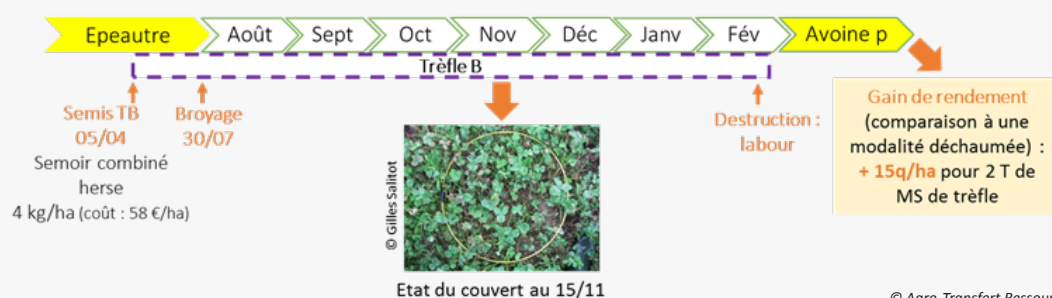 Epeautre
Août
Sept
Oct
Nov
Déc
Janv
Fév
Avoine p
Trèfle B
Semis TB
05/04
Semoir combiné
herse
4 kg/ha (coût : 58 €/ha)
Broyage
30/07
© Gilles Salitot
Etat du couvert au 15/11
Destruction :
labour
Gain de rendement
(comparaison à une
modalité déchaumée) :
+ 15q/ha pour 2 T de
MS de trèfle
© Agro-Transfert